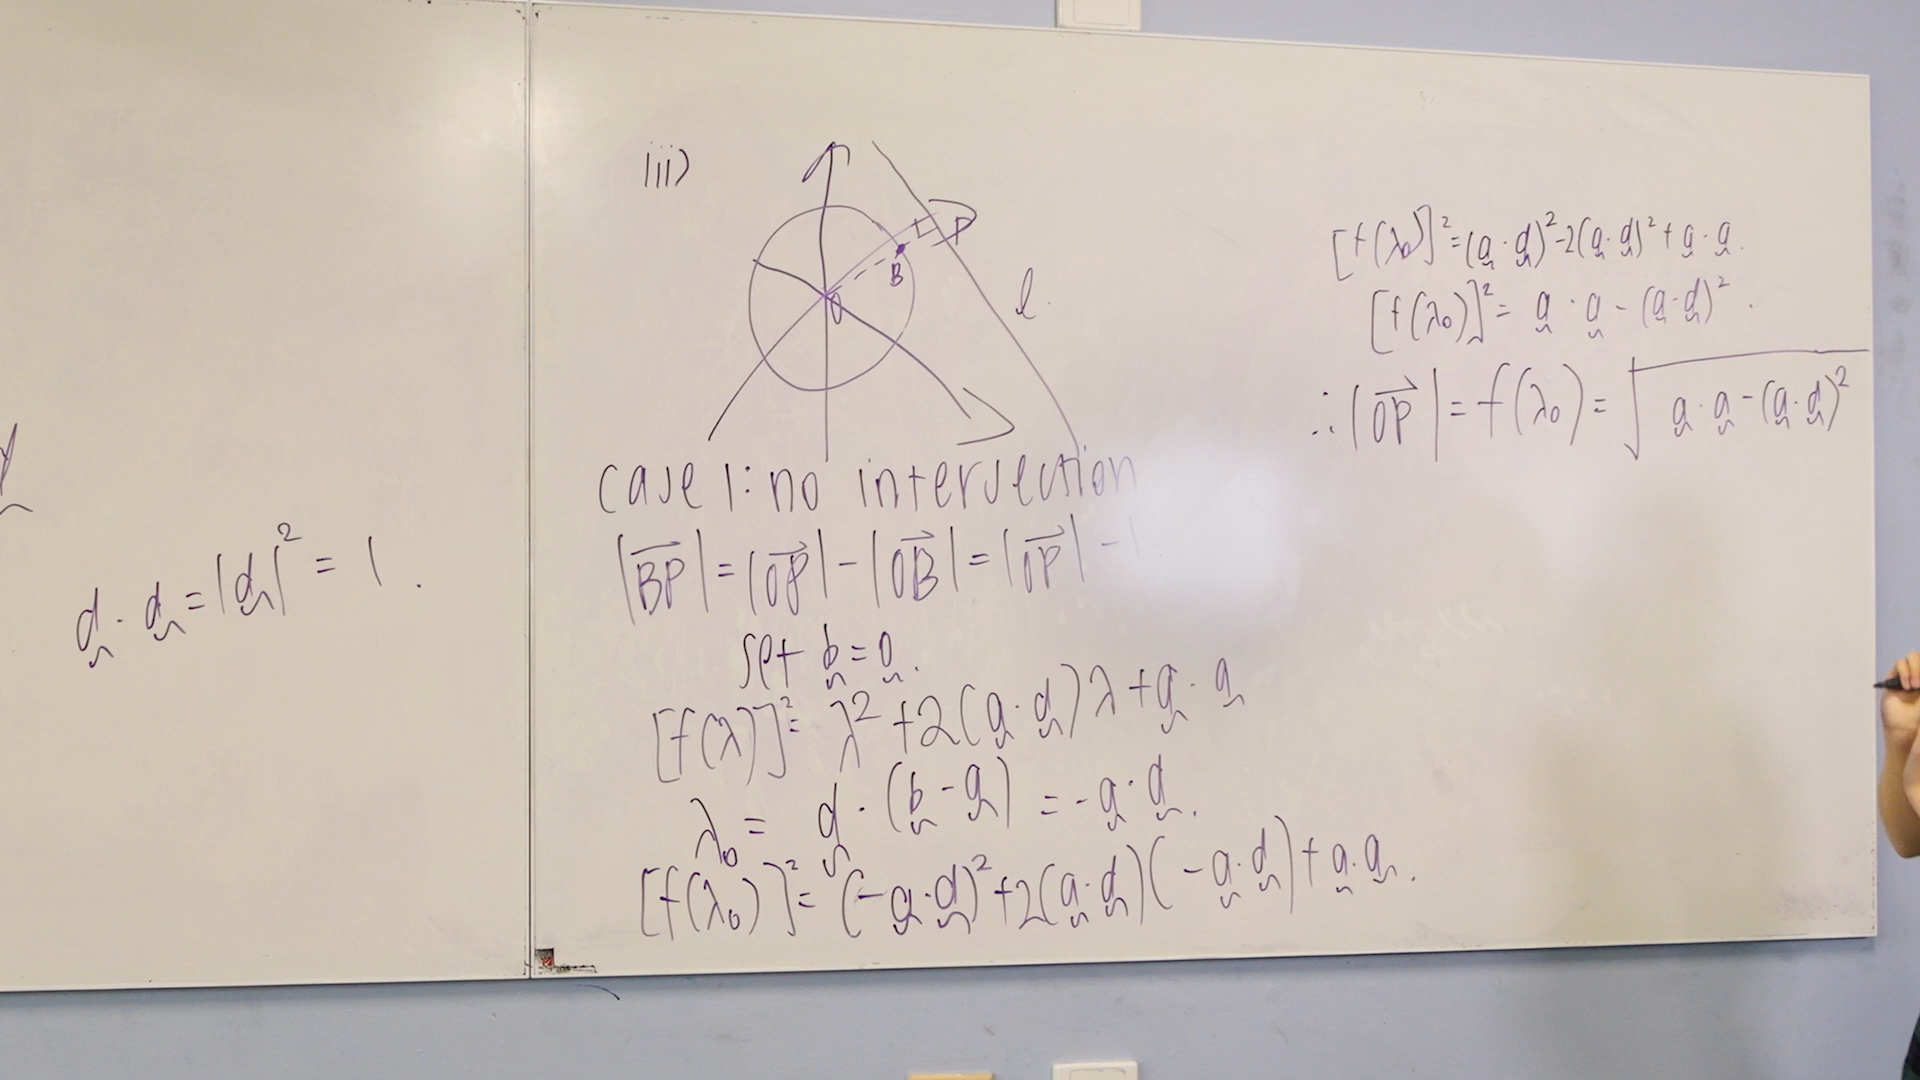 d · d = |d|² = 1.
iii)
P
B
O
l
case 1: no intersection
|BP| = |OP| - |OB| = |OP| - 1.
set b = 0.
[f(λ)]² = λ² + 2(a · d)λ + a · a
λ₀ = d · (b - a) = -a · d.
[f(λ₀)]² = (-a · d)² + 2(a · d)(-a · d) + a · a.
[f(λ₀)]² = (a · d)² - 2(a · d)² + a · a.
[f(λ₀)]² = a · a - (a · d)².
∴ |OP| = f(λ₀) = √(a · a - (a · d)²)